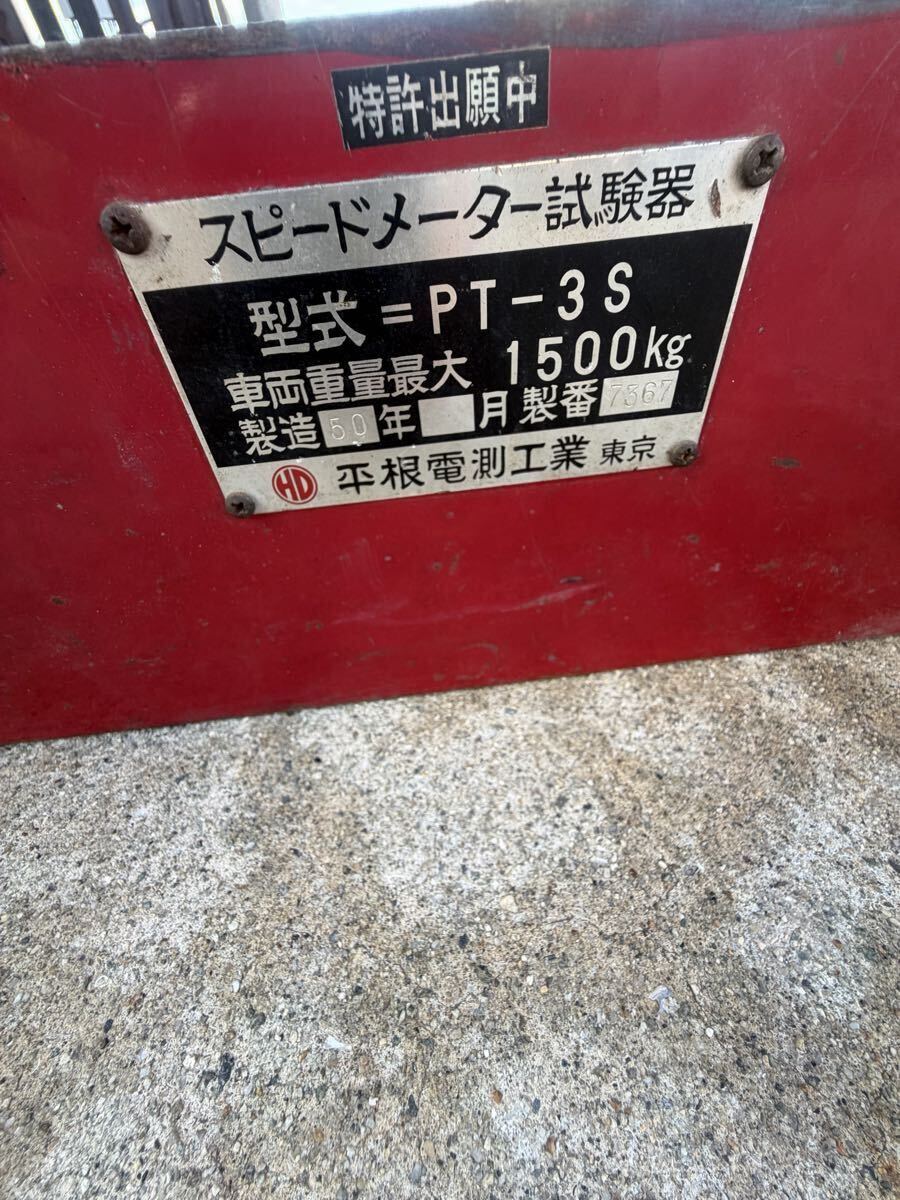 特許出願中
スピードメーター試験器
型式=PT-3S
車両重量最大 1500kg
製造50年 月製番7367
HD 平根電測工業 東京